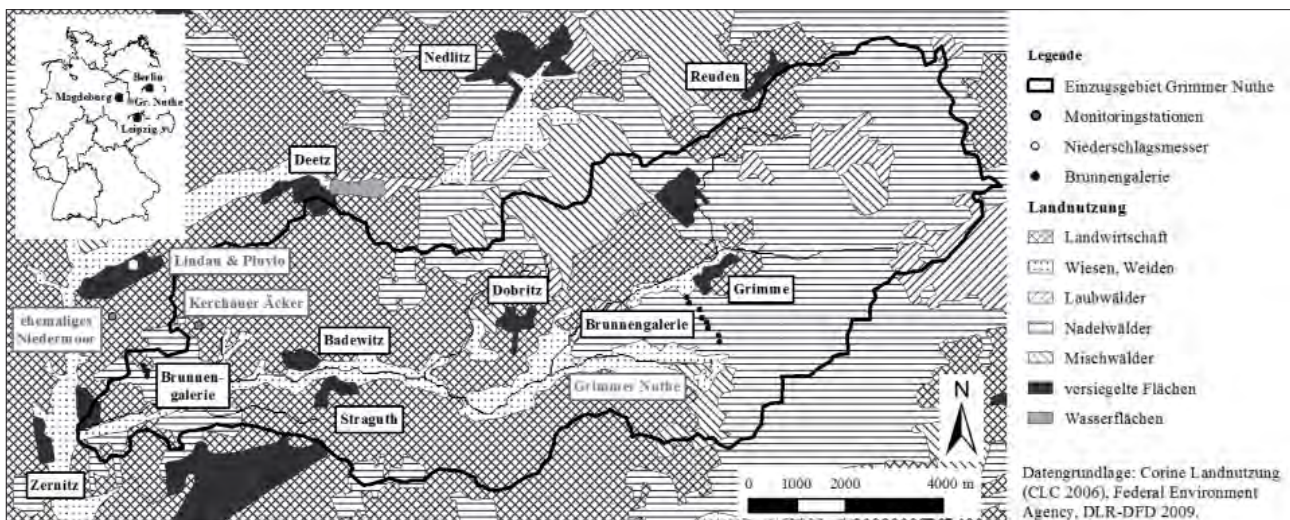 Berlin
Magdeburg
Gr. Nuthe
Leipzig
Nedlitz
Reuden
Deetz
Lindau & Pluvio
Kerchauer Äcker
ehemaliges
Niedermoor
Dobritz
Grimme
Brunnengalerie
Badewitz
Brunnen-
galerie
Grimmer Nuthe
Straguth
Zernitz
N
0 1000 2000 4000 m
Legende
Einzugsgebiet Grimmer Nuthe
Monitoringstationen
Niederschlagsmesser
Brunnengalerie
Landnutzung
Landwirtschaft
Wiesen, Weiden
Laubwälder
Nadelwälder
Mischwälder
versiegelte Flächen
Wasserflächen
Datengrundlage: Corine Landnutzung
(CLC 2006), Federal Environment
Agency, DLR-DFD 2009.